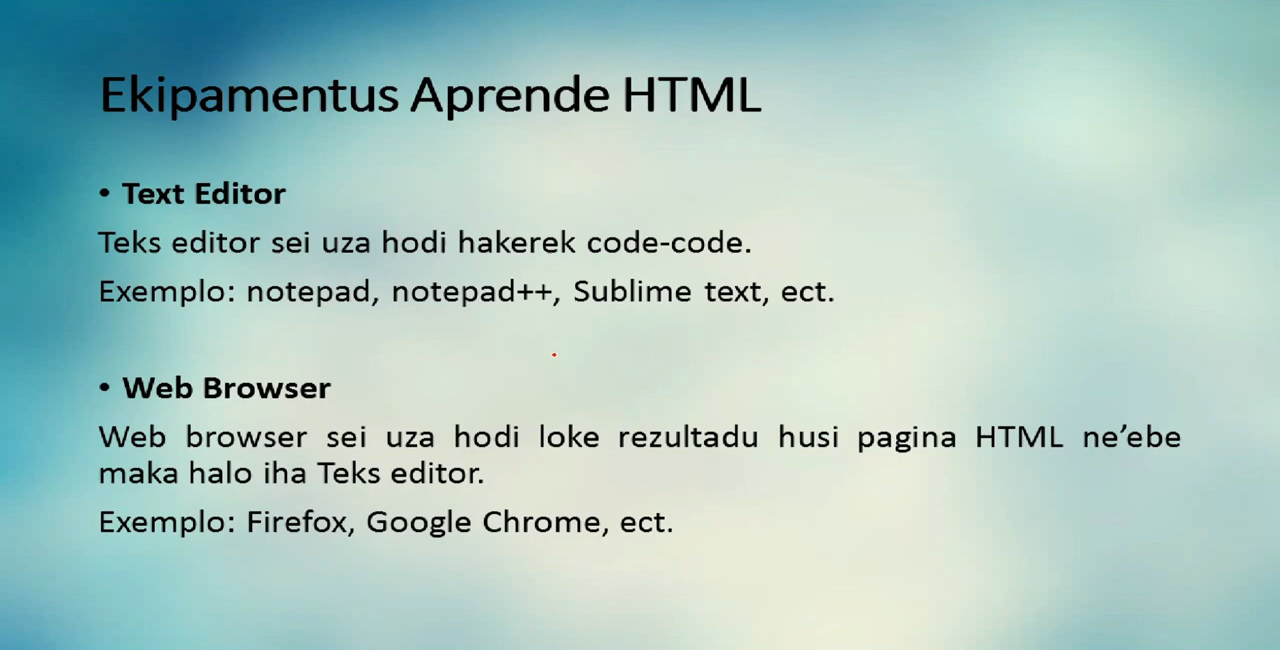 Ekipamentus Aprende HTML
• Text Editor
Teks editor sei uza hodi hakerek code-code.
Exemplo: notepad, notepad++, Sublime text, ect.
• Web Browser
Web browser sei uza hodi loke rezultadu husi pagina HTML ne’ebe
maka halo iha Teks editor.
Exemplo: Firefox, Google Chrome, ect.